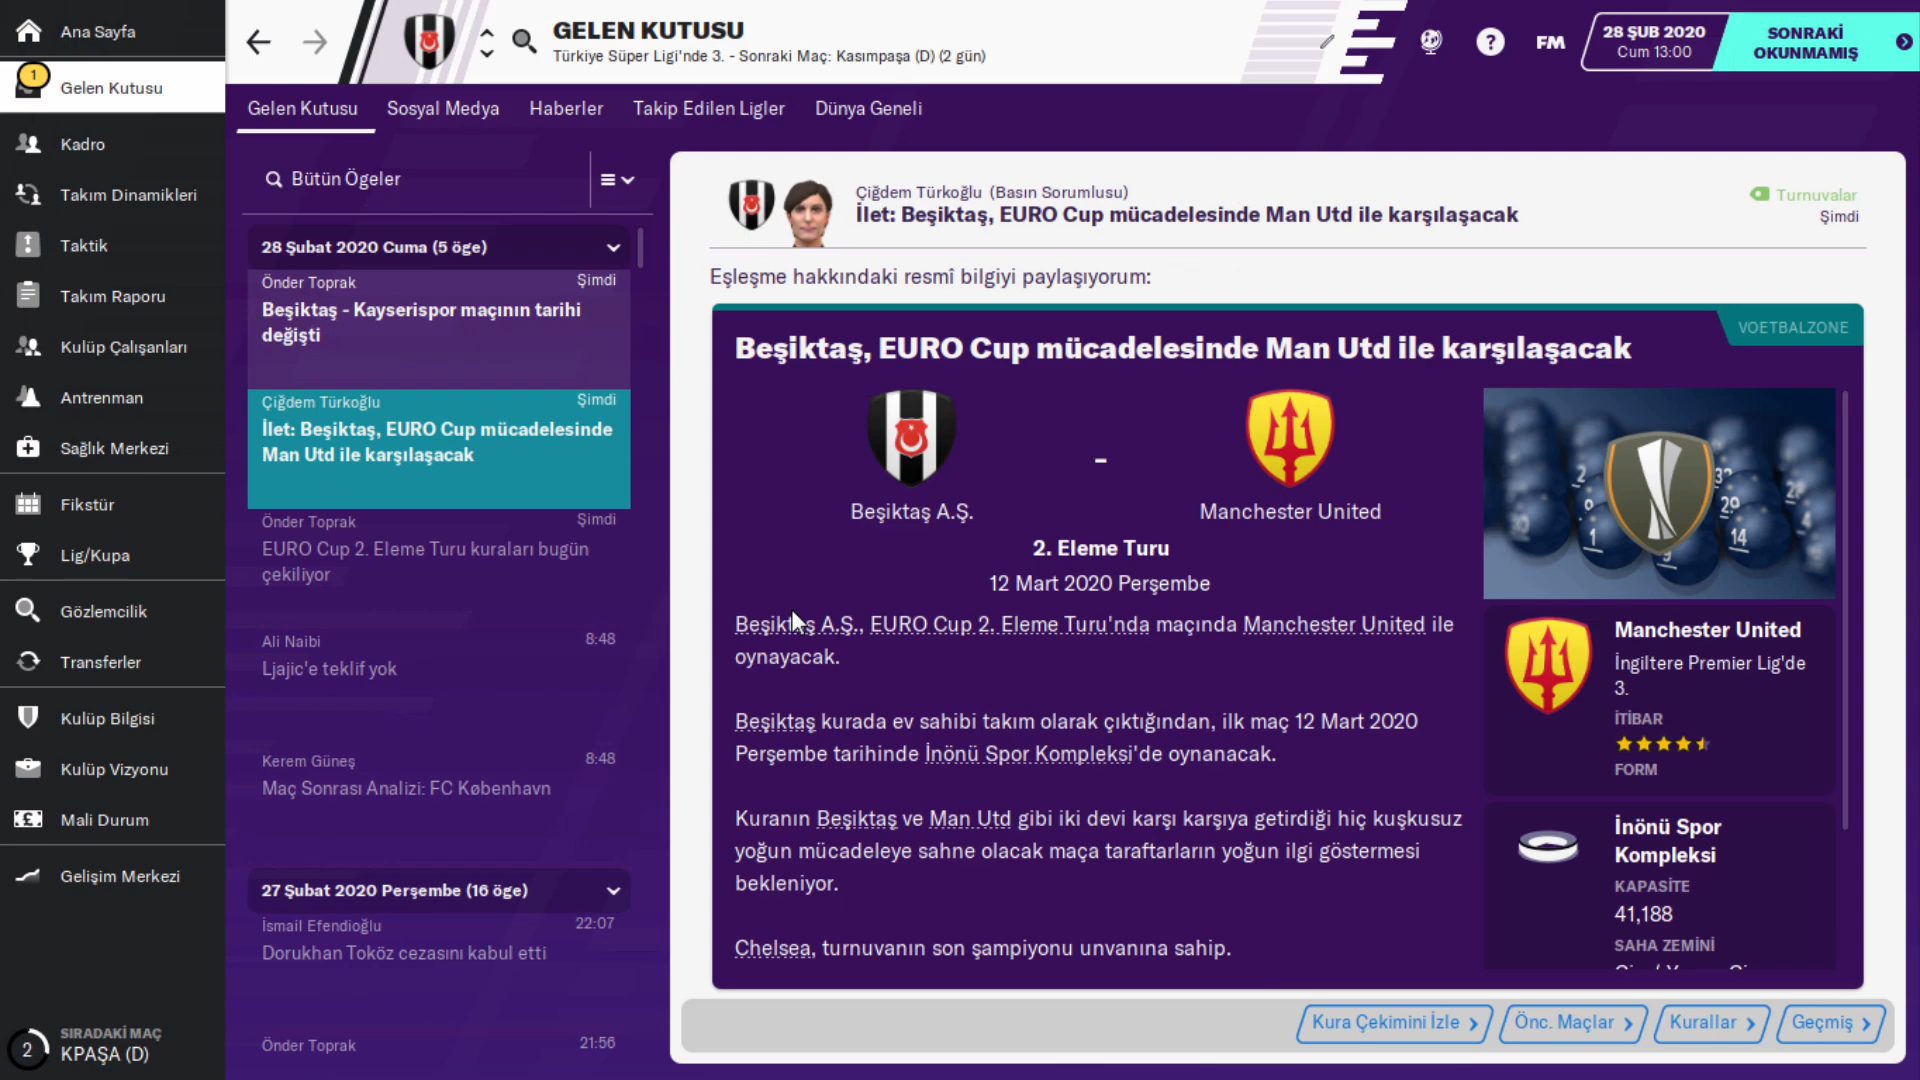 Ana Sayfa
1
Gelen Kutusu
Kadro
Takım Dinamikleri
Taktik
Takım Raporu
Kulüp Çalışanları
Antrenman
Sağlık Merkezi
Fikstür
Lig/Kupa
Gözlemcilik
Transferler
Kulüp Bilgisi
Kulüp Vizyonu
Mali Durum
Gelişim Merkezi
2
SIRADAKİ MAÇ
KPAŞA (D)
GELEN KUTUSU
Türkiye Süper Ligi'nde 3. - Sonraki Maç: Kasımpaşa (D) (2 gün)
?
FM
28 ŞUB 2020
Cum 13:00
SONRAKİ
OKUNMAMIŞ
Gelen Kutusu
Sosyal Medya
Haberler
Takip Edilen Ligler
Dünya Geneli
Bütün Ögeler
28 Şubat 2020 Cuma (5 öge)
Önder Toprak Şimdi
Beşiktaş - Kayserispor maçının tarihi
değişti
Çiğdem Türkoğlu Şimdi
İlet: Beşiktaş, EURO Cup mücadelesinde
Man Utd ile karşılaşacak
Önder Toprak Şimdi
EURO Cup 2. Eleme Turu kuraları bugün
çekiliyor
Ali Naibi 8:48
Ljajic'e teklif yok
Kerem Güneş 8:48
Maç Sonrası Analizi: FC København
27 Şubat 2020 Perşembe (16 öge)
İsmail Efendioğlu 22:07
Dorukhan Toköz cezasını kabul etti
Önder Toprak 21:56
Çiğdem Türkoğlu (Basın Sorumlusu)
İlet: Beşiktaş, EURO Cup mücadelesinde Man Utd ile karşılaşacak
Turnuvalar
Şimdi
Eşleşme hakkındaki resmî bilgiyi paylaşıyorum:
VOETBALZONE
Beşiktaş, EURO Cup mücadelesinde Man Utd ile karşılaşacak
-
Beşiktaş A.Ş.
Manchester United
2. Eleme Turu
12 Mart 2020 Perşembe
Beşiktaş A.Ş., EURO Cup 2. Eleme Turu'nda maçında Manchester United ile
oynayacak.
Beşiktaş kurada ev sahibi takım olarak çıktığından, ilk maç 12 Mart 2020
Perşembe tarihinde İnönü Spor Kompleksi'de oynanacak.
Kuranın Beşiktaş ve Man Utd gibi iki devi karşı karşıya getirdiği hiç kuşkusuz
yoğun mücadeleye sahne olacak maça taraftarların yoğun ilgi göstermesi
bekleniyor.
Chelsea, turnuvanın son şampiyonu unvanına sahip.
Manchester United
İngiltere Premier Lig'de
3.
İTİBAR
FORM
İnönü Spor
Kompleksi
KAPASİTE
41,188
SAHA ZEMİNİ
Kura Çekimini İzle
Önc. Maçlar
Kurallar
Geçmiş